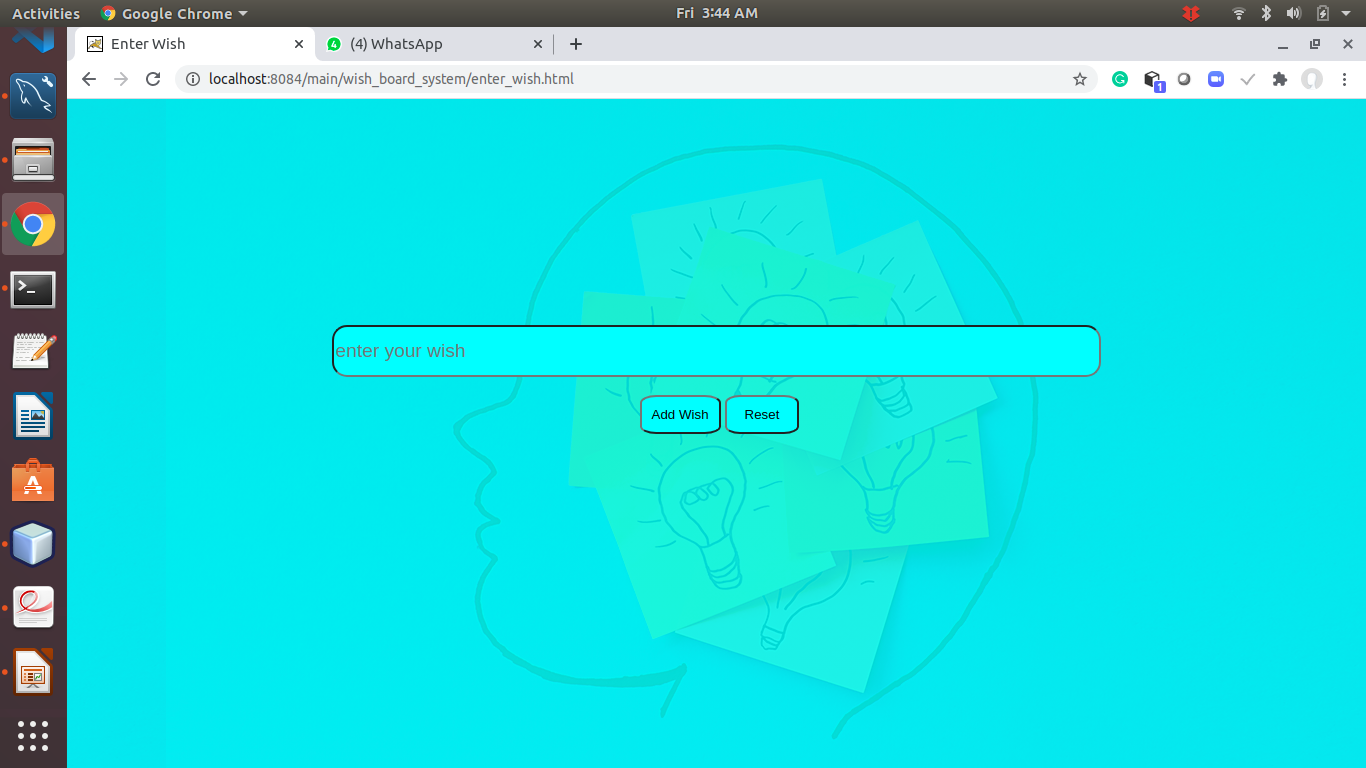 Activities Google Chrome Fri 3:44 AM
Enter Wish 4 (4) WhatsApp
localhost:8084/main/wish_board_system/enter_wish.html 1
enter your wish
Add Wish Reset